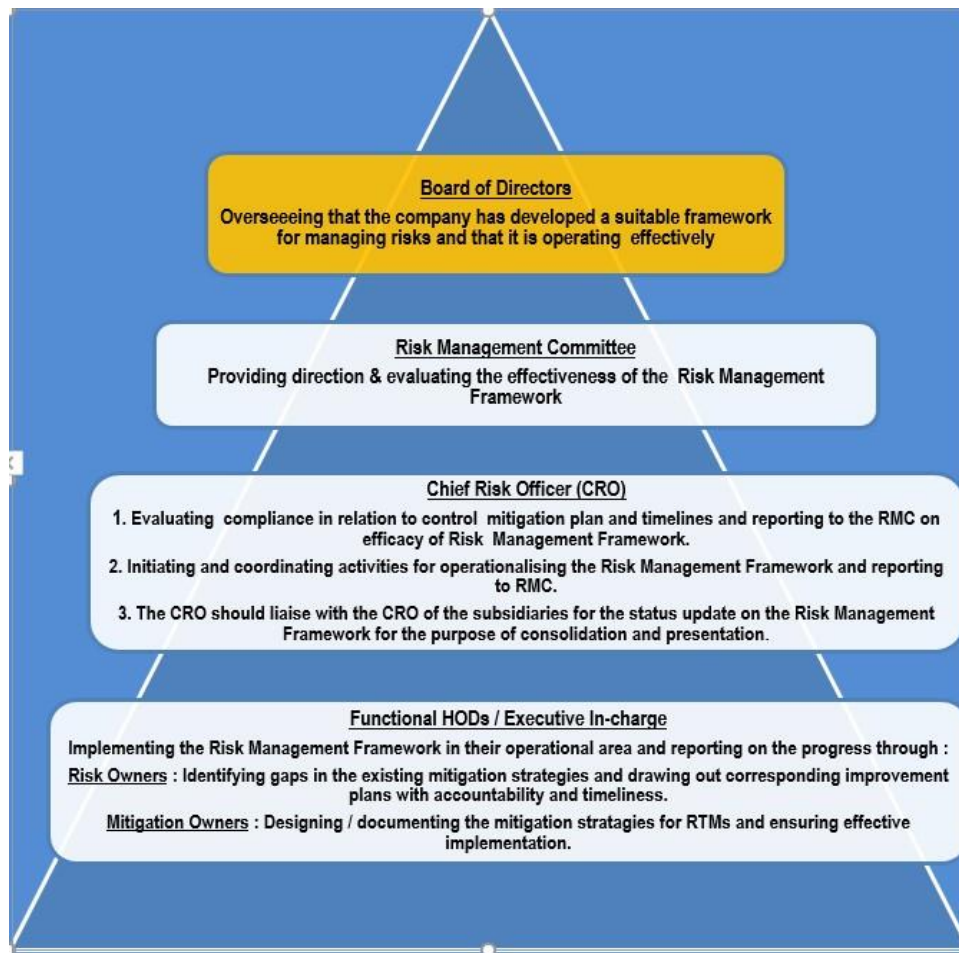 Board of Directors
Overseeeing that the company has developed a suitable framework
for managing risks and that it is operating effectively
Risk Management Committee
Providing direction & evaluating the effectiveness of the Risk Management
Framework
Chief Risk Officer (CRO)
1. Evaluating compliance in relation to control mitigation plan and timelines and reporting to the RMC on
efficacy of Risk Management Framework.
2. Initiating and coordinating activities for operationalising the Risk Management Framework and reporting
to RMC.
3. The CRO should liaise with the CRO of the subsidiaries for the status update on the Risk Management
Framework for the purpose of consolidation and presentation.
Functional HODs / Executive In-charge
Implementing the Risk Management Framework in their operational area and reporting on the progress through :
Risk Owners : Identifying gaps in the existing mitigation strategies and drawing out corresponding improvement
plans with accountability and timeliness.
Mitigation Owners : Designing / documenting the mitigation stratagies for RTMs and ensuring effective
implementation.